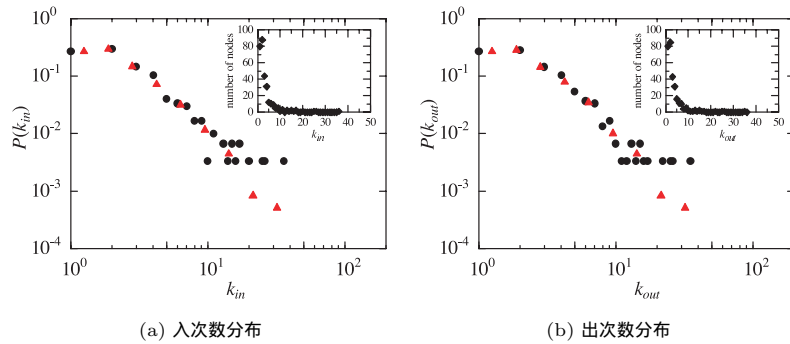 10^0
10^-1
10^-2
10^-3
10^-4
P(k_in)
10^0
10^1
10^2
k_in
number of nodes
100
80
60
40
20
0
0 10 20 30 40 50
k_in
(a) 入次数分布
10^0
10^-1
10^-2
10^-3
10^-4
P(k_out)
10^0
10^1
10^2
k_out
number of nodes
100
80
60
40
20
0
0 10 20 30 40 50
k_out
(b) 出次数分布